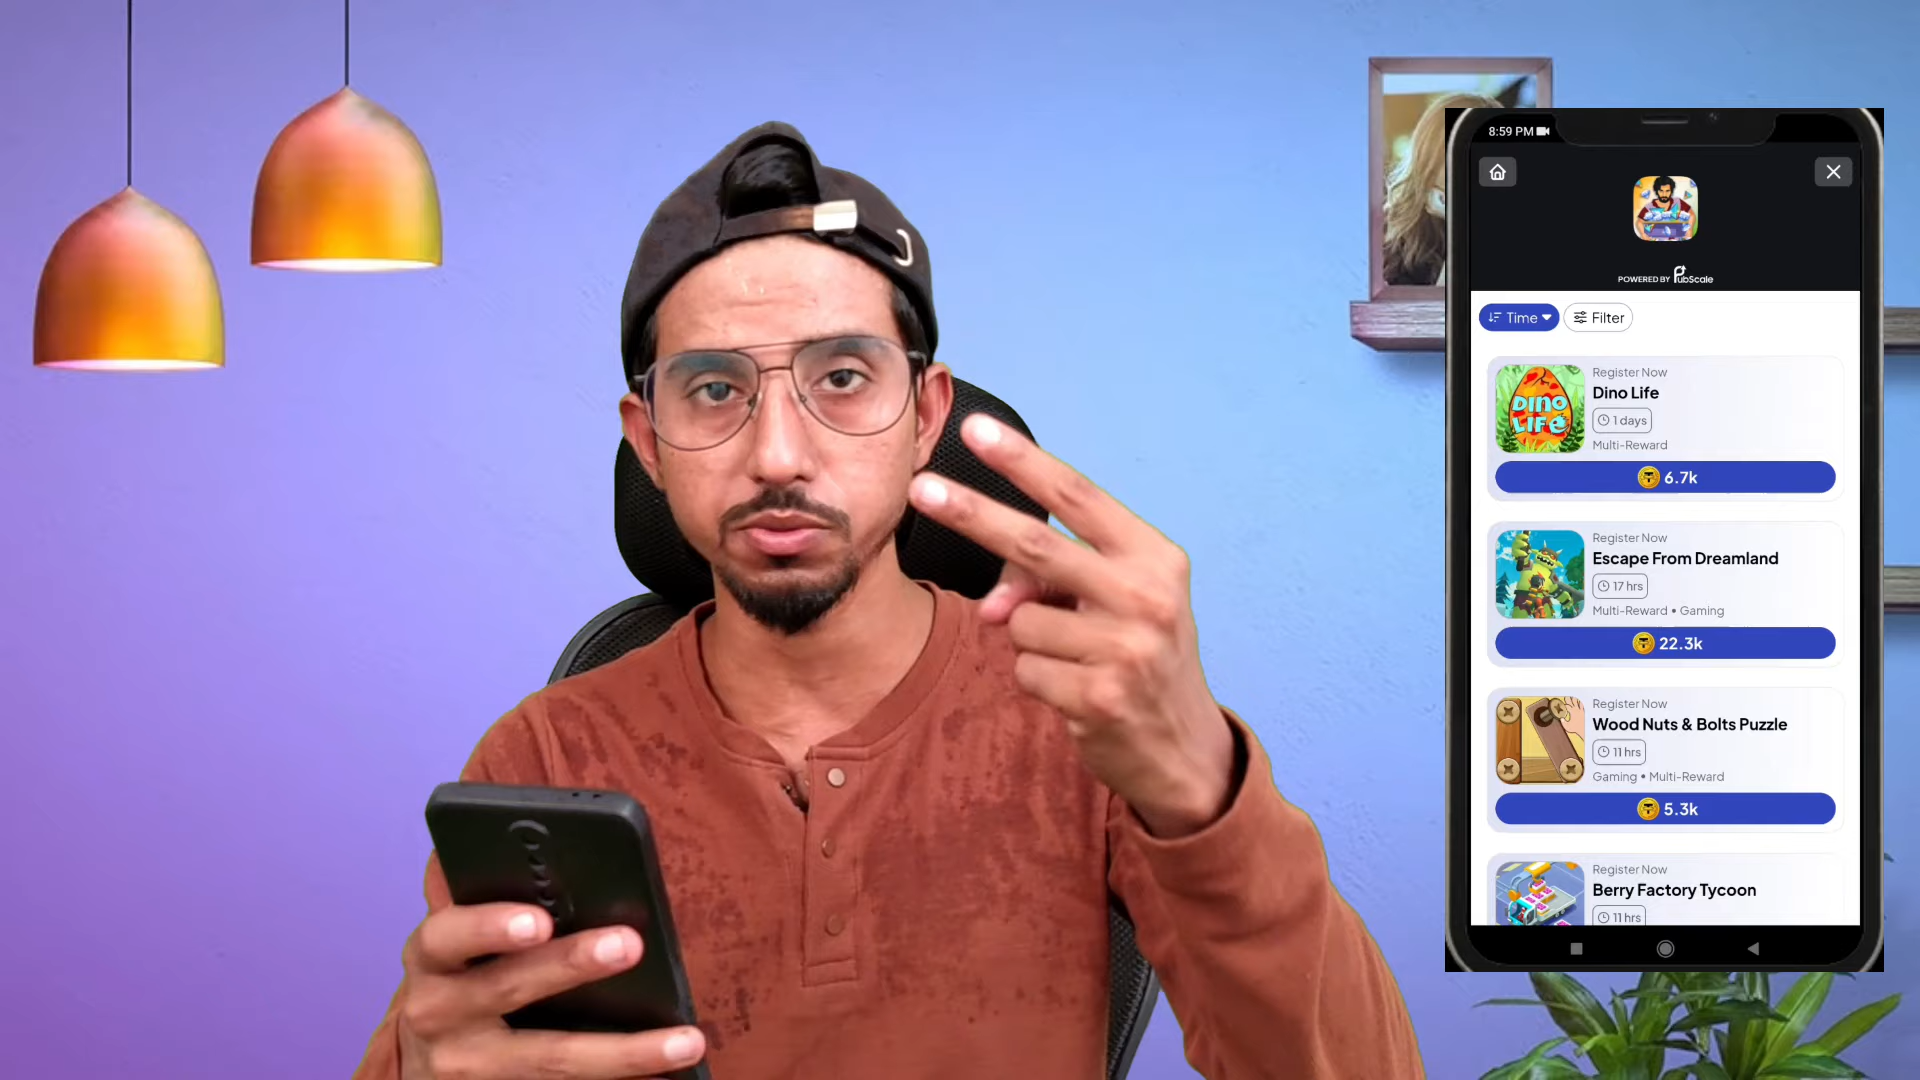 8:59 PM
POWERED BY PubScale
Time
Filter
Register Now
Dino Life
1 days
Multi-Reward
6.7k
DINO
LIFE
Register Now
Escape From Dreamland
17 hrs
Multi-Reward • Gaming
22.3k
Register Now
Wood Nuts & Bolts Puzzle
11 hrs
Gaming • Multi-Reward
5.3k
Register Now
Berry Factory Tycoon
11 hrs